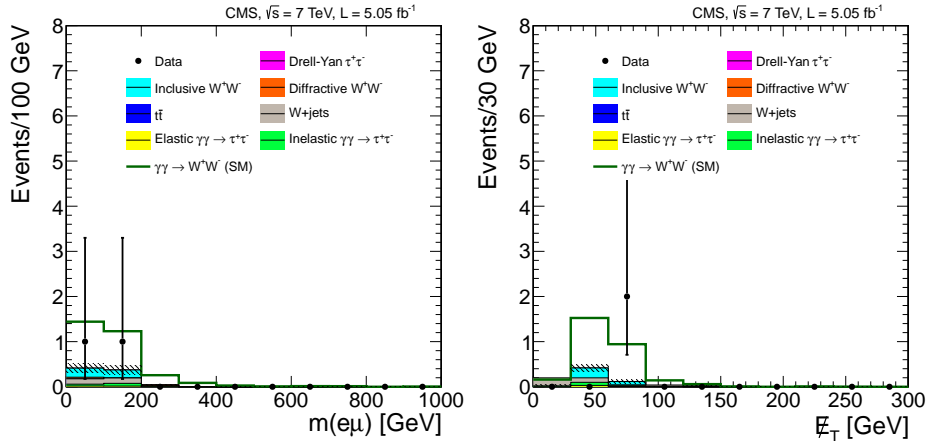 CMS, √s = 7 TeV, L = 5.05 fb⁻¹
Events/100 GeV
8
7
6
5
4
3
2
1
0
Data
Drell-Yan τ⁺τ⁻
Inclusive W⁺W⁻
Diffractive W⁺W⁻
tt̄
W+jets
Elastic γγ → τ⁺τ⁻
Inelastic γγ → τ⁺τ⁻
γγ → W⁺W⁻ (SM)
0 200 400 600 800 1000
m(eμ) [GeV]
CMS, √s = 7 TeV, L = 5.05 fb⁻¹
Events/30 GeV
8
7
6
5
4
3
2
1
0
Data
Drell-Yan τ⁺τ⁻
Inclusive W⁺W⁻
Diffractive W⁺W⁻
tt̄
W+jets
Elastic γγ → τ⁺τ⁻
Inelastic γγ → τ⁺τ⁻
γγ → W⁺W⁻ (SM)
0 50 100 150 200 250 300
E̸_T [GeV]